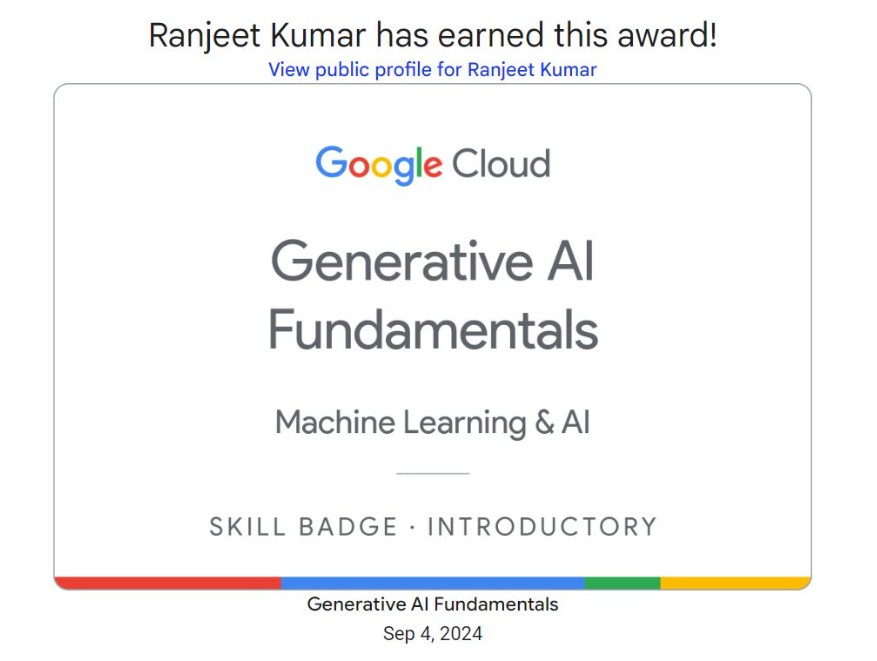 Ranjeet Kumar has earned this award!
View public profile for Ranjeet Kumar
Google Cloud
Generative AI
Fundamentals
Machine Learning & AI
SKILL BADGE · INTRODUCTORY
Generative AI Fundamentals
Sep 4, 2024